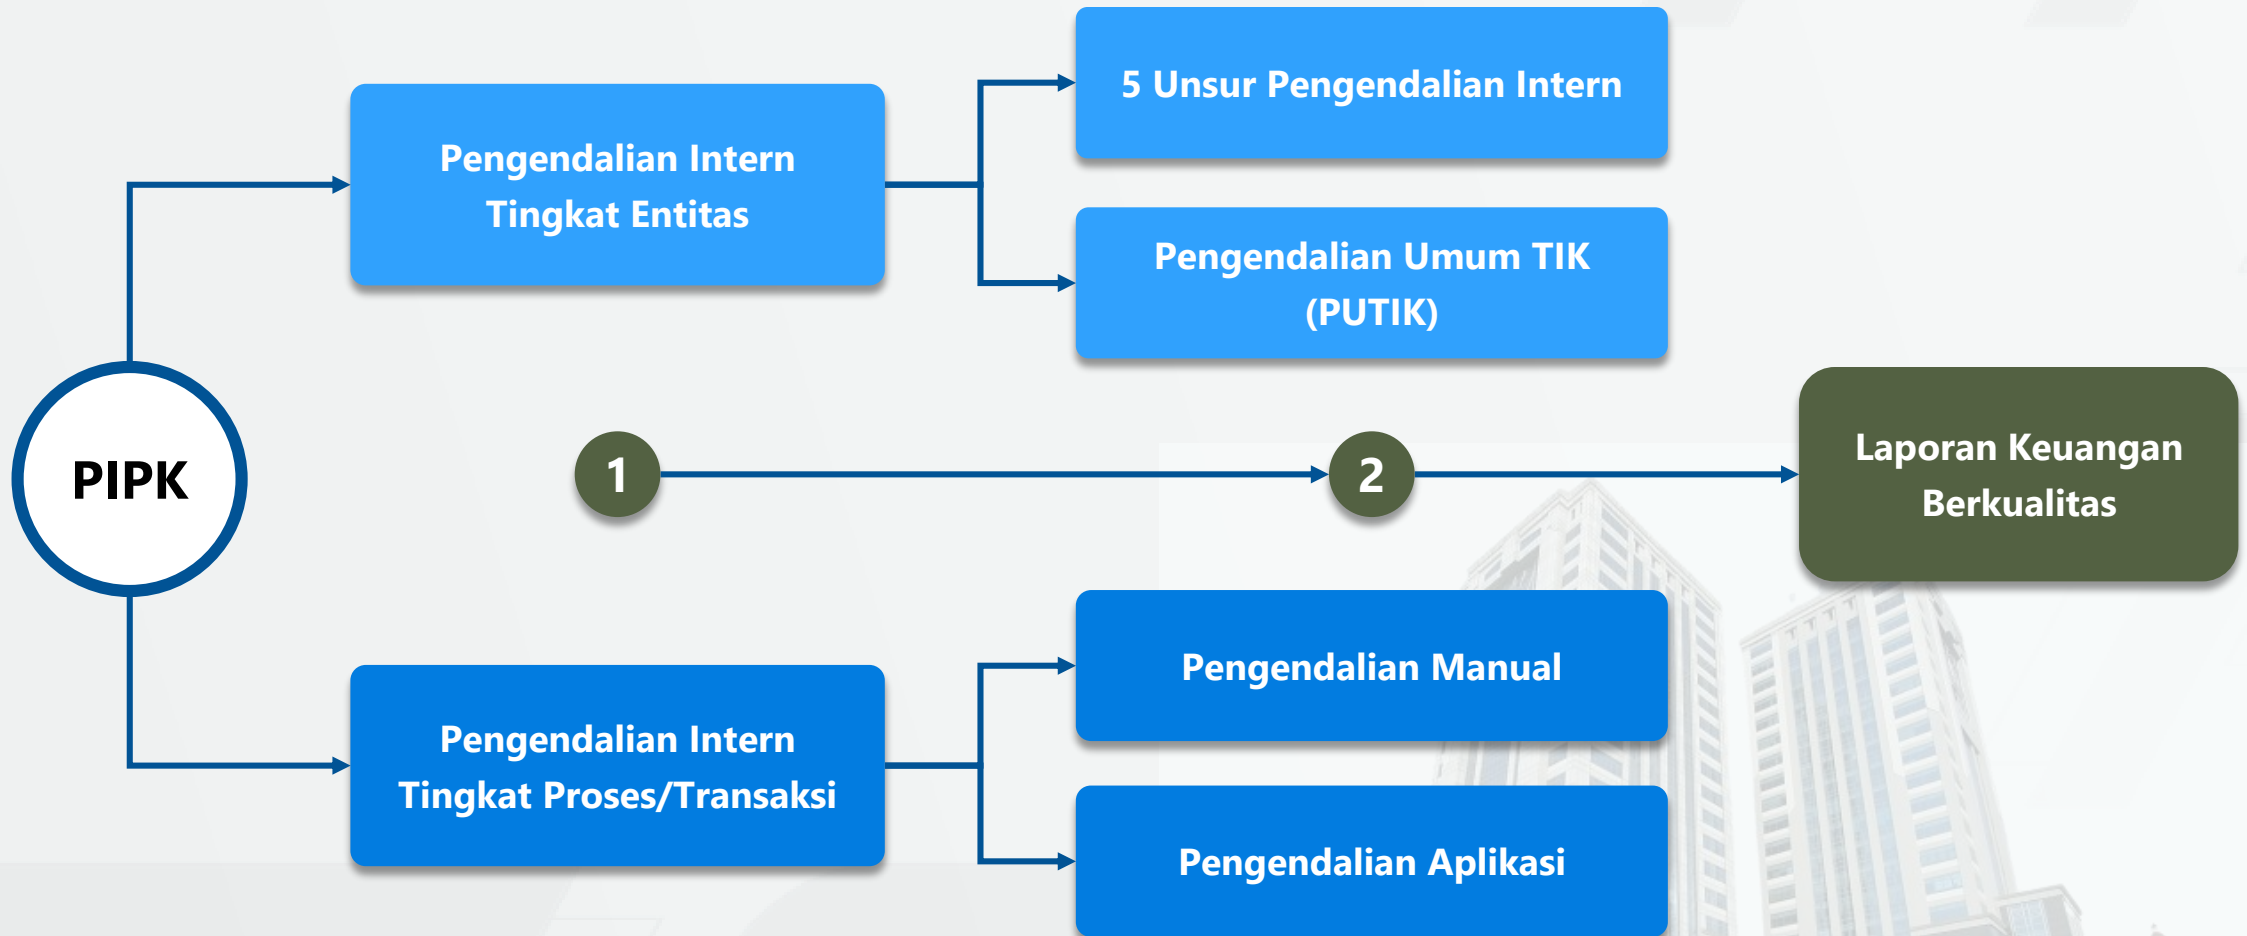 5 Unsur Pengendalian Intern
Pengendalian Intern
Tingkat Entitas
Pengendalian Umum TIK
(PUTIK)
PIPK
1
2
Laporan Keuangan
Berkualitas
Pengendalian Manual
Pengendalian Intern
Tingkat Proses/Transaksi
Pengendalian Aplikasi